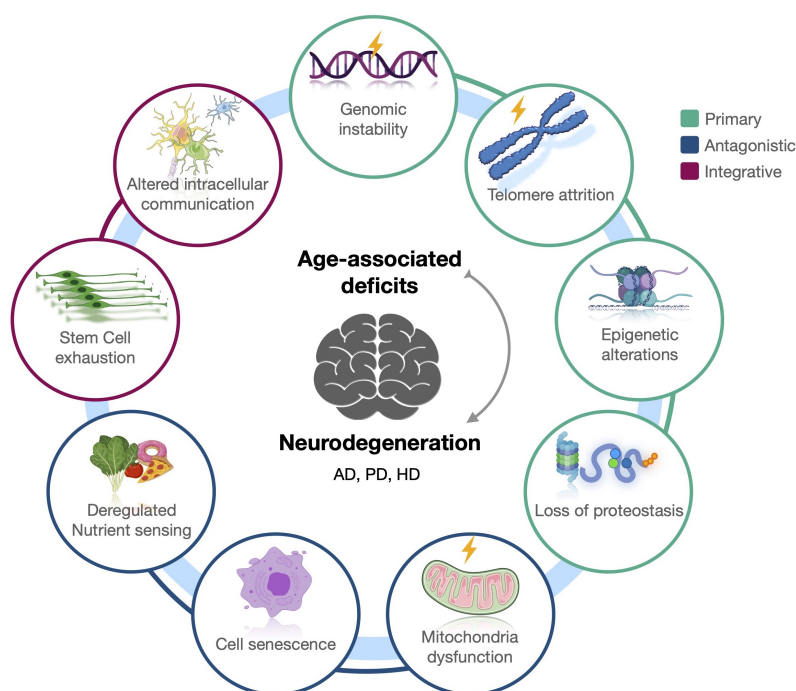 Genomic
instability
Telomere attrition
Epigenetic
alterations
Loss of proteostasis
Mitochondria
dysfunction
Cell senescence
Deregulated
Nutrient sensing
Stem Cell
exhaustion
Altered intracellular
communication
Age-associated
deficits
Neurodegeneration
AD, PD, HD
Primary
Antagonistic
Integrative